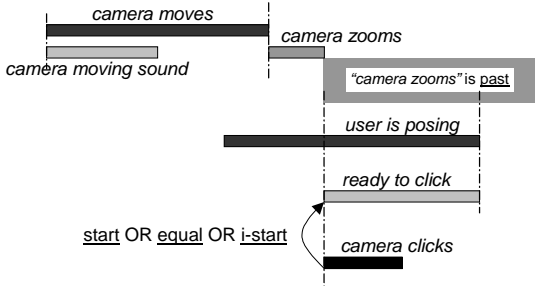 camera moves
camera zooms
camera moving sound
“camera zooms” is past
user is posing
ready to click
start OR equal OR i-start
camera clicks